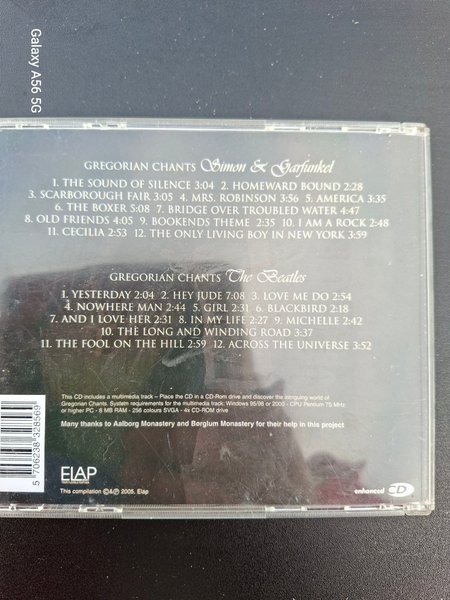 Galaxy A56 5G
GREGORIAN CHANTS Simon & Garfunkel
1. THE SOUND OF SILENCE 3:04 2. HOMEWARD BOUND 2:28
3. SCARBOROUGH FAIR 3:05 4. MRS. ROBINSON 3:56 5. AMERICA 3:35
6. THE BOXER 5:08 7. BRIDGE OVER TROUBLED WATER 4:47
8. OLD FRIENDS 4:05 9. BOOKENDS THEME 2:35 10. I AM A ROCK 2:48
11. CECILIA 2:53 12. THE ONLY LIVING BOY IN NEW YORK 3:59
GREGORIAN CHANTS The Beatles
1. YESTERDAY 2:04 2. HEY JUDE 7:08 3. LOVE ME DO 2:54
4. NOWHERE MAN 2:44 5. GIRL 2:31 6. BLACKBIRD 2:18
7. AND I LOVE HER 2:31 8. IN MY LIFE 2:27 9. MICHELLE 2:42
10. THE LONG AND WINDING ROAD 3:37
11. THE FOOL ON THE HILL 2:59 12. ACROSS THE UNIVERSE 3:52
This CD includes a multimedia track – Place the CD in a CD-Rom drive and discover the intriguing world of
Gregorian Chants. System requirements for the multimedia track: Windows 95/98 or 2000 - CPU Pentium 75 MHz
or higher PC - 8 MB RAM - 256 colours SVGA - 4x CD-ROM drive
Many thanks to Aalborg Monastery and Børglum Monastery for their help in this project
5 706238 328569
ELAP
This compilation ©&℗ 2005, Elap
enhanced CD